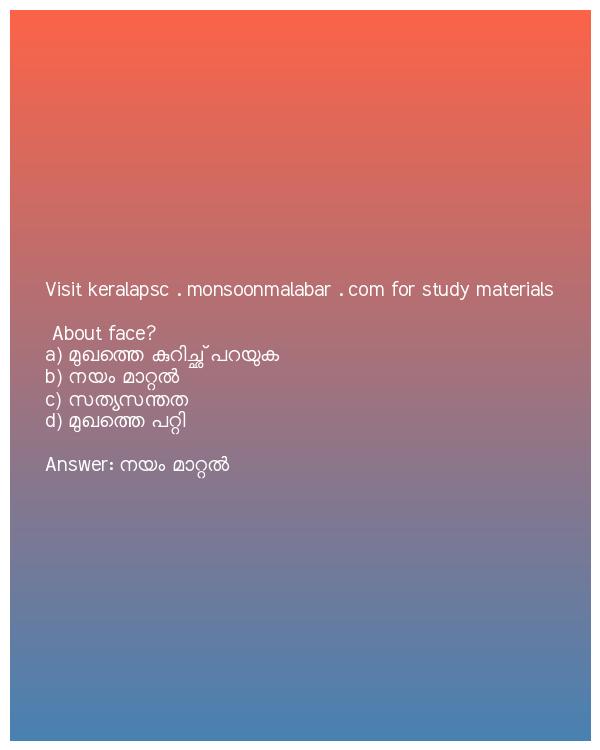 Visit keralapsc . monsoonmalabar . com for study materials
About face?
a) മുഖത്തെ കുറിച്ഛ് പറയുക
b) നയം മാറ്റൽ
c) സത്യസന്തത
d) മുഖത്തെ പറ്റി
Answer: നയം മാറ്റൽ